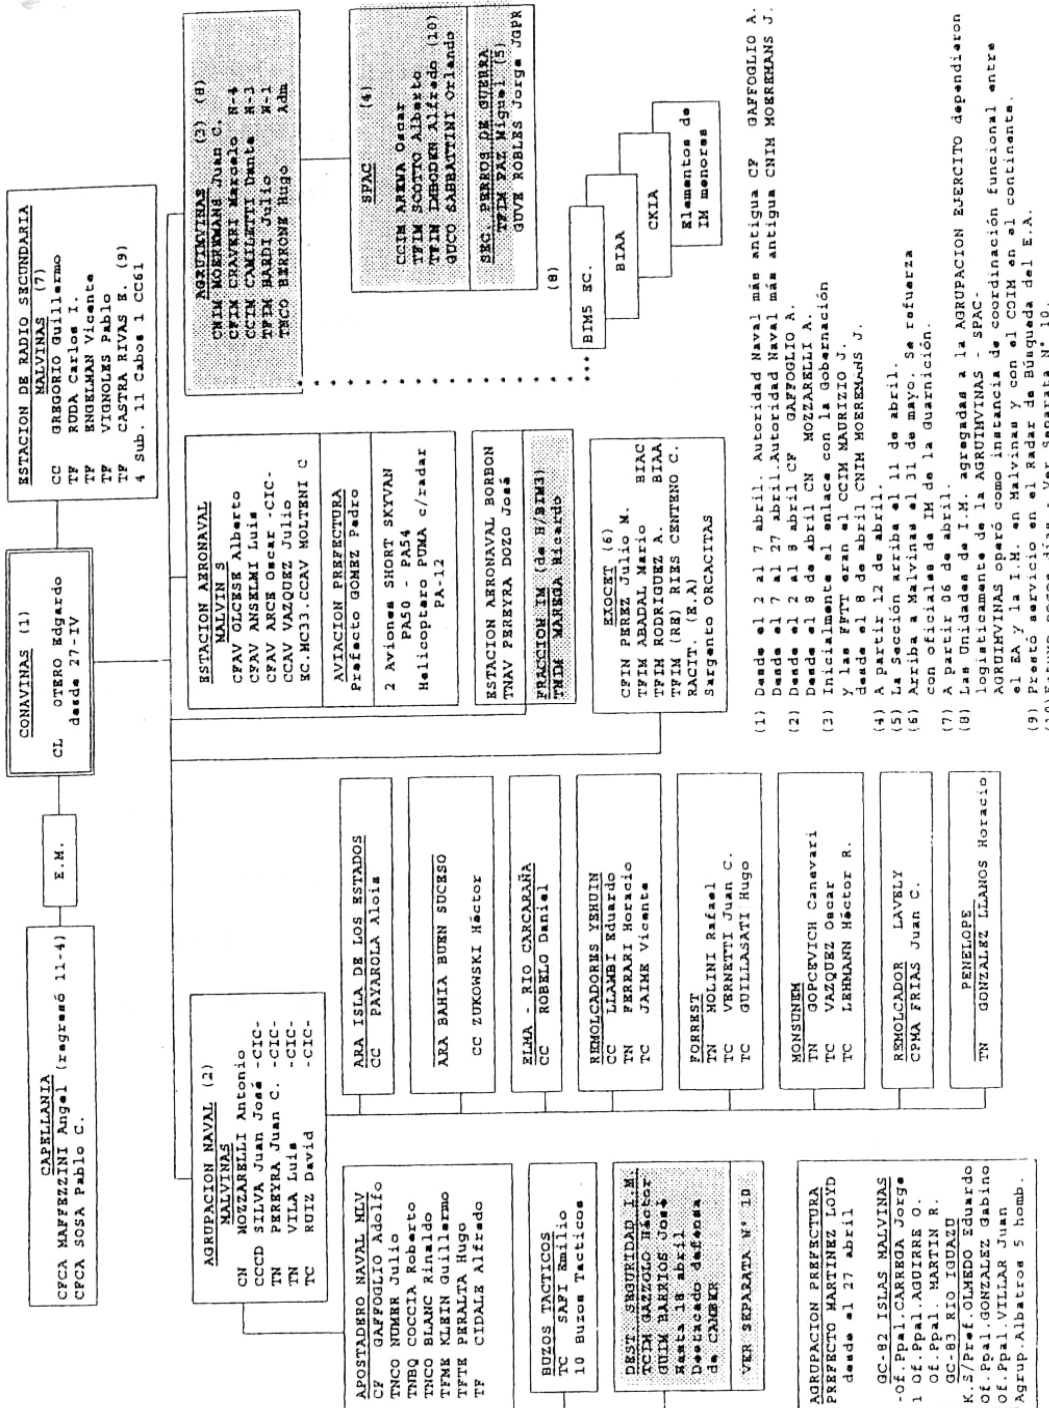 CAPELLANIA
CFCA MAFFEZZINI Angel (regresó 11-4)
CFCA SOSA Pablo C.
E.M.
CONAVINAS (1)
CL OTERO Edgardo
desde 27-IV
ESTACION DE RADIO SECUNDARIA
MALVINAS (7)
CC GREGORIO Guillermo
TF RUDA Carlos I.
TF ENGELMAN Vicente
TF VIGNOLES Pablo
TF CASTRA RIVAS E. (9)
4 Sub. 11 Cabos 1 CC61
AGRUPACION NAVAL (2)
MALVINAS
CN MOZZARELLI Antonio
CCCD SILVA Juan José -CIC-
TN PEREYRA Juan C. -CIC-
TN VILA Luis -CIC-
TC RUIZ David -CIC-
ESTACION AERONAVAL
MALVIN S
CFAV OLCESE Alberto
CFAV ANSELMI Luis
CFAV ARCE Oscar -CIC-
CCAV VAZQUEZ Julio
EC.MC33.CCAV MOLTENI C
AVIACION PREFECTURA
Prefecto GOMEZ Pedro
2 Aviones SHORT SKYVAN
PA50 - PA54
Helicoptero PUMA c/radar
PA-12
ESTACION AERONAVAL BORBON
TNAV PEREYRA DOZO José
FRACCION IM (de H/BIM3)
TNIM MAREGA Ricardo
EXOCET (6)
CFIN PEREZ Julio M.
TFIM ABADAL Mario BIAC
TFIM RODRIGUEZ A. BIAA
TFIM (RE) RIES CENTENO C.
RACIT. (E.A)
Sargento ORCACITAS
AGRUIMVINAS (3) (8)
CNIM MOEREMANS Juan C.
CFIM CRAVERI Marcelo N-4
CCIM CAMILETTI Dante N-3
TFIM BARDI Julio N-1
TNCO BERRONE Hugo Adm
SPAC (4)
CCIM ARENA Oscar
TFIM SCOTTO Alberto
TFIM IMBODEN Alfredo (10)
GUCO SABBATTINI Orlando
SEC. PERROS DE GUERRA
TFIM PAZ Miguel (5)
GUVE ROBLES Jorge JGPR
(8)
BIM5 EC.
BIAA
CKIA
Elementos de
IM menores
ARA ISLA DE LOS ESTADOS
CC PAYAROLA Alois
ARA BAHIA BUEN SUCESO
CC ZUKOWSKI Héctor
ELMA - RIO CARCARAÑA
CC ROBELO Daniel
REMOLCADORES YEHUIN
CC LLAMBI Eduardo
TN FERRARI Horacio
TC JAIME Vicente
FORREST
TN MOLINI Rafael
TC VERNETTI Juan C.
TC GUILLASATI Hugo
MONSUNEM
TN GOPCEVICH Canevari
TC VAZQUEZ Oscar
TC LEHMANN Héctor R.
REMOLCADOR LAVELY
CPMA FRIAS Juan C.
PENELOPE
TN GONZALEZ LLANOS Horacio
APOSTADERO NAVAL MLV
CF GAFFOGLIO Adolfo
TNCO NUMER Julio
TNBQ COCCIA Roberto
TNCO BLANC Rinaldo
TFME KLEIN Guillermo
TFTE PERALTA Hugo
TF CIDALE Alfredo
BUZOS TACTICOS
TC SAFI Emilio
10 Buzos Tacticos.
DEST. SEGURIDAD I.M.
TCIM GAZZOLO Héctor
GUIM BARRIOS José
Hasta 18 abril
Destacado defensa
de CAMBER
VER SEPARATA N° 10
AGRUPACION PREFECTURA
PREFECTO MARTINEZ LOYD
desde el 27 abril
GC-82 ISLAS MALVINAS
-Of.Ppal.CARREGA Jorge
1 Of.Ppal.AGUIRRE O.
Of.Ppal. MARTIN R.
GC-83 RIO IGUAZU
K.S/Pref.OLMEDO Eduardo
Of.Ppal.GONZALEZ Gabino
Of.Ppal.VILLAR Juan
Agrup.Albatros 5 homb.
(1) Desde el 2 al 7 abril. Autoridad Naval más antigua CF GAFFOGLIO A.
Desde el 7 al 27 abril.Autoridad Naval más antigua CNIM MOEREMANS J.
(2) Desde el 2 al 8 abril CF GAFFOGLIO A.
Desde el 8 de abril CN MOZZARELLI A.
(3) Inicialmente el enlace con la Gobernación
y las FFTT eran el CCIM MAURIZIO J.
desde el 8 de abril CNIM MOEREMANS J.
(4) A partir 12 de abril.
(5) La Sección arriba el 11 de abril.
(6) Arriba a Malvinas el 31 de mayo. Se refuerza
con oficiales de IM de la Guarnición.
(7) A partir 06 de abril.
(8) Las Unidades de I.M. agregadas a la AGRUPACION EJERCITO dependieron
logisticamente de la AGRUIMVINAS - SPAC-
AGRUIMVINAS operó como instancia de coordinación funcional entre
el EA y la I.M. en Malvinas y con el COIM en el continente.
(9) Prestó servicio en el Radar de Búsqueda del E.A.
(10) Estuvo pocos días - Ver Separata N° 10.